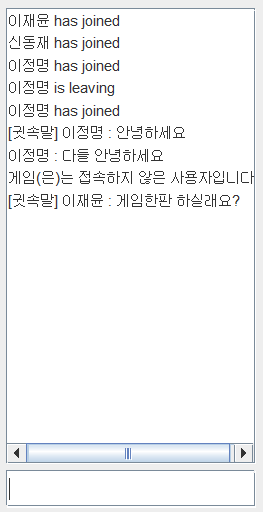 이재윤 has joined
신동재 has joined
이정명 has joined
이정명 is leaving
이정명 has joined
[귓속말] 이정명 : 안녕하세요
이정명 : 다들 안녕하세요
게임(은)는 접속하지 않은 사용자입니다
[귓속말] 이재윤 : 게임한판 하실래요?